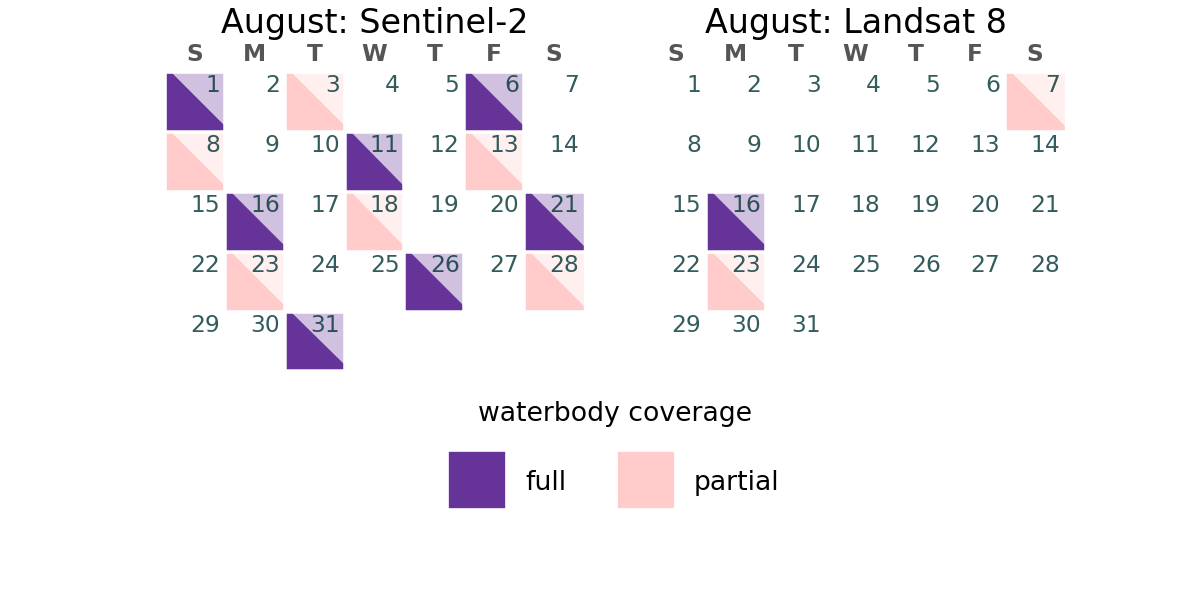 August: Sentinel-2
S M T W T F S
1 2 3 4 5 6 7
8 9 10 11 12 13 14
15 16 17 18 19 20 21
22 23 24 25 26 27 28
29 30 31
August: Landsat 8
S M T W T F S
1 2 3 4 5 6 7
8 9 10 11 12 13 14
15 16 17 18 19 20 21
22 23 24 25 26 27 28
29 30 31
waterbody coverage
full partial